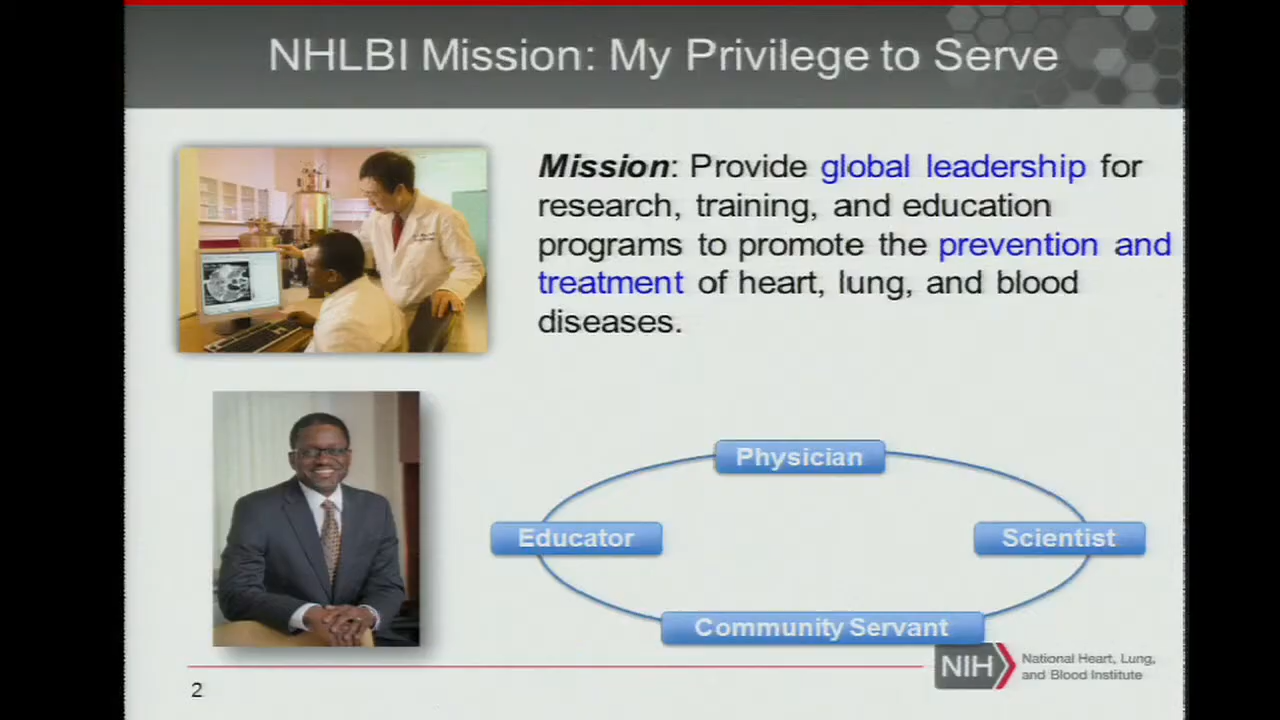 NHLBI Mission: My Privilege to Serve
Mission: Provide global leadership for
research, training, and education
programs to promote the prevention and
treatment of heart, lung, and blood
diseases.
Physician
Educator
Scientist
Community Servant
NIH
National Heart, Lung,
and Blood Institute
2